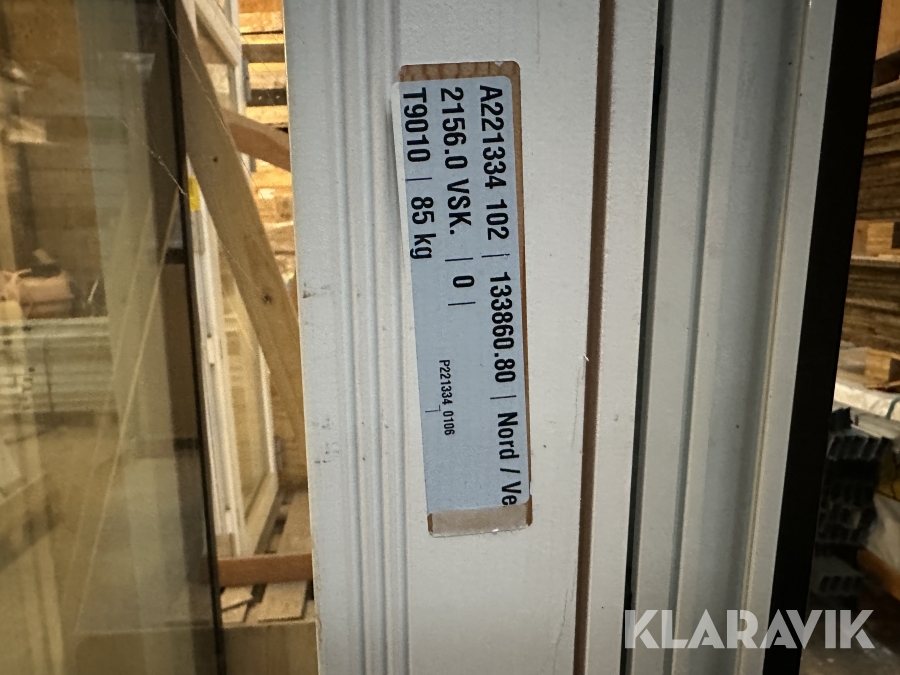 A221334 102 | 133860.80 | Nord / Ve
2156.0 VSK. | 0 |
T9010 | 85 kg
P221334_0106
KLARAVIK